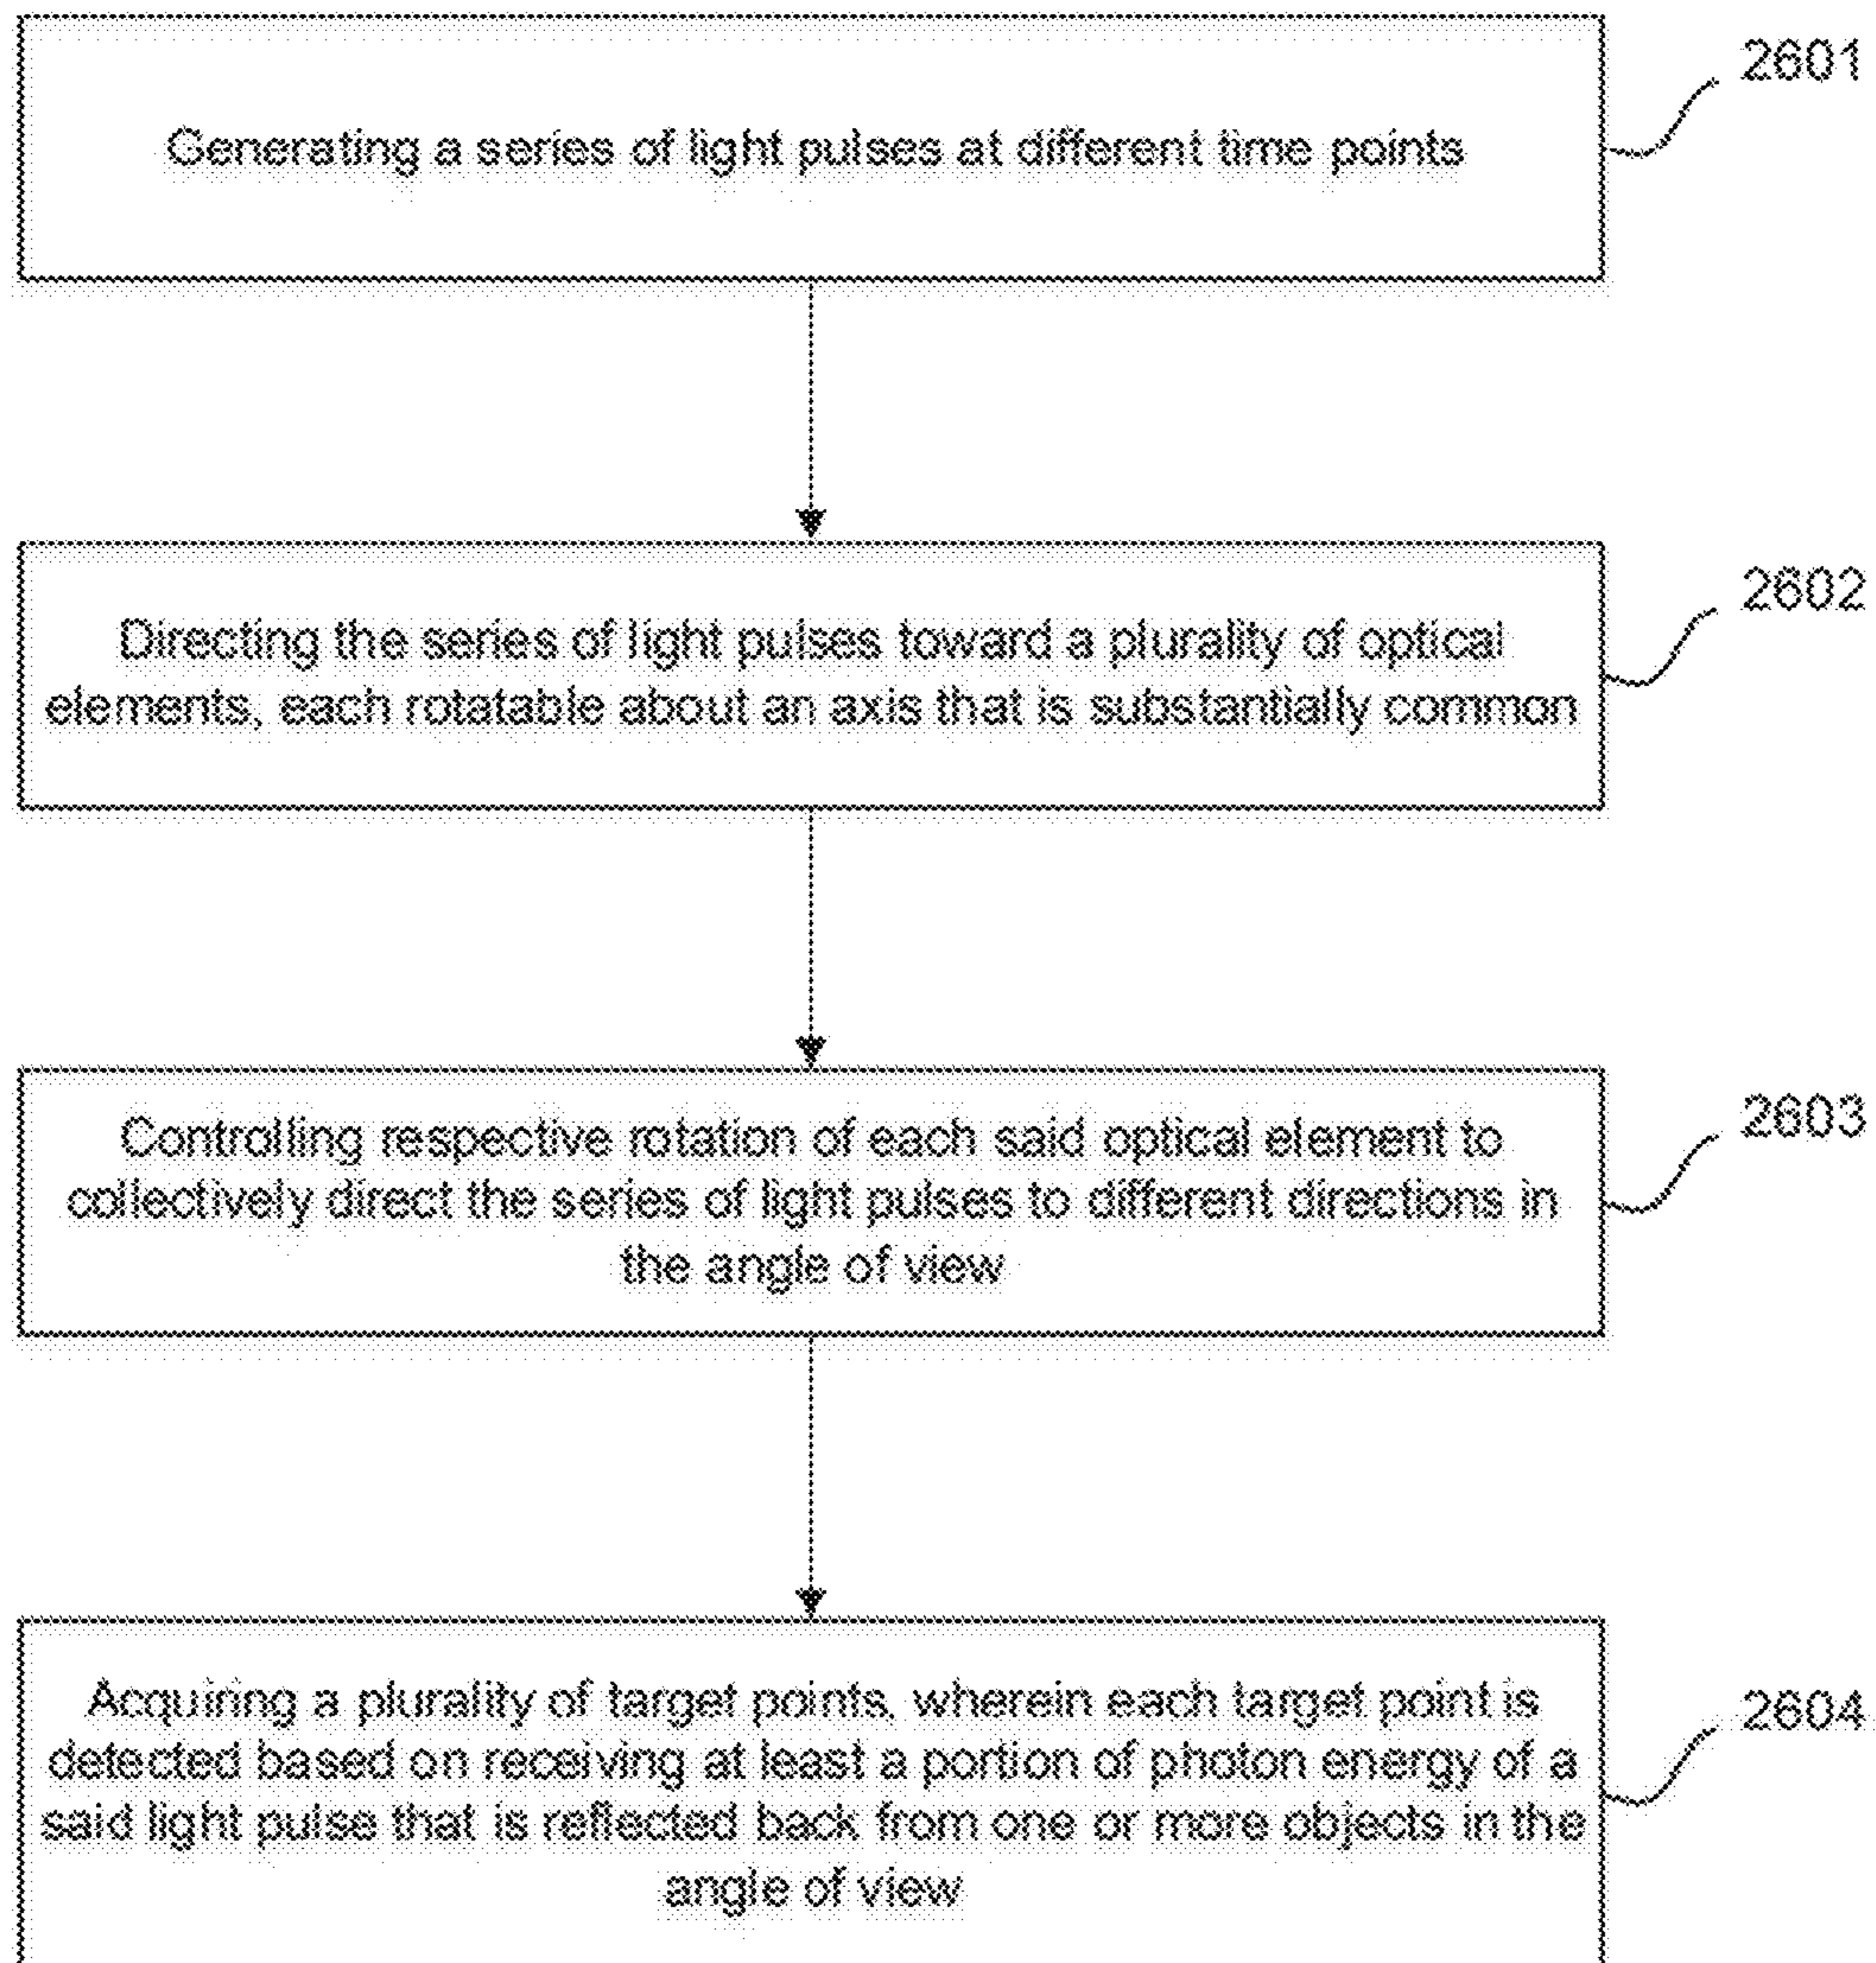 Generating a series of light pulses at different time points
2601
Directing the series of light pulses toward a plurality of optical
elements, each rotatable about an axis that is substantially common
2602
Controlling respective rotation of each said optical element to
collectively direct the series of light pulses to different directions in
the angle of view
2603
Acquiring a plurality of target points, wherein each target point is
detected based on receiving at least a portion of photon energy of a
said light pulse that is reflected back from one or more objects in the
angle of view
2604